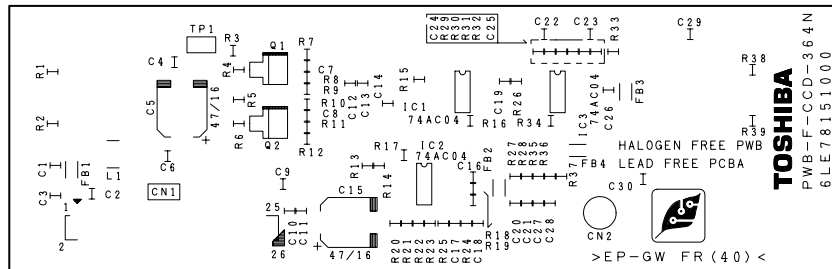 C24
R29
R30
R31
R32
C25
C22
C23
R33
C29
TP1
R3
Q1
R7
R38
R1
C4
R4
C7
R8
R9
C12
C13
C14
R15
C5
47/16
R5
R10
C8
R11
IC1
74AC04
C19
R26
IC3
74AC04
C26
FB3
R2
R6
Q2
R12
R16
R34
R39
HALOGEN FREE PWB
LEAD FREE PCBA
TOSHIBA
PWB-F-CCD-364N
6LE78151000
C1
FB1
L1
C6
R13
R14
R17
IC2
74AC04
C16
FB2
R27
R28
R35
R36
R37
FB4
C3
C2
CN1
C9
C15
C30
1
2
25
26
C10
C11
47/16
R20
R21
R22
R23
R25
C17
R24
C18
R18
R19
C20
C21
C27
C28
CN2
>EP-GW FR(40)<